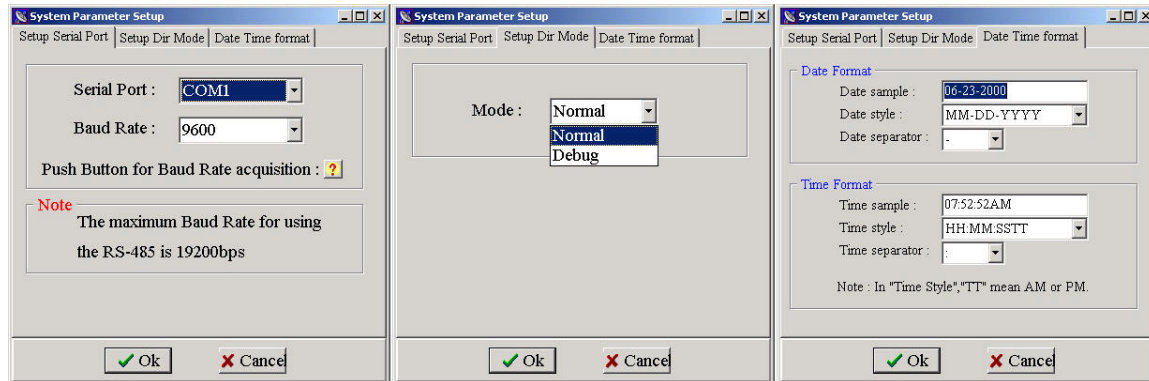 System Parameter Setup
Setup Serial Port Setup Dir Mode Date Time format
Serial Port : COM1
Baud Rate : 9600
Push Button for Baud Rate acquisition : ?
Note
The maximum Baud Rate for using
the RS-485 is 19200bps
Ok Cancel
System Parameter Setup
Setup Serial Port Setup Dir Mode Date Time format
Mode : Normal
Normal
Debug
Ok Cancel
System Parameter Setup
Setup Serial Port Setup Dir Mode Date Time format
Date Format
Date sample : 06-23-2000
Date style : MM-DD-YYYY
Date separator : -
Time Format
Time sample : 07:52:52AM
Time style : HH:MM:SSTT
Time separator : :
Note : In "Time Style","TT" mean AM or PM.
Ok Cancel